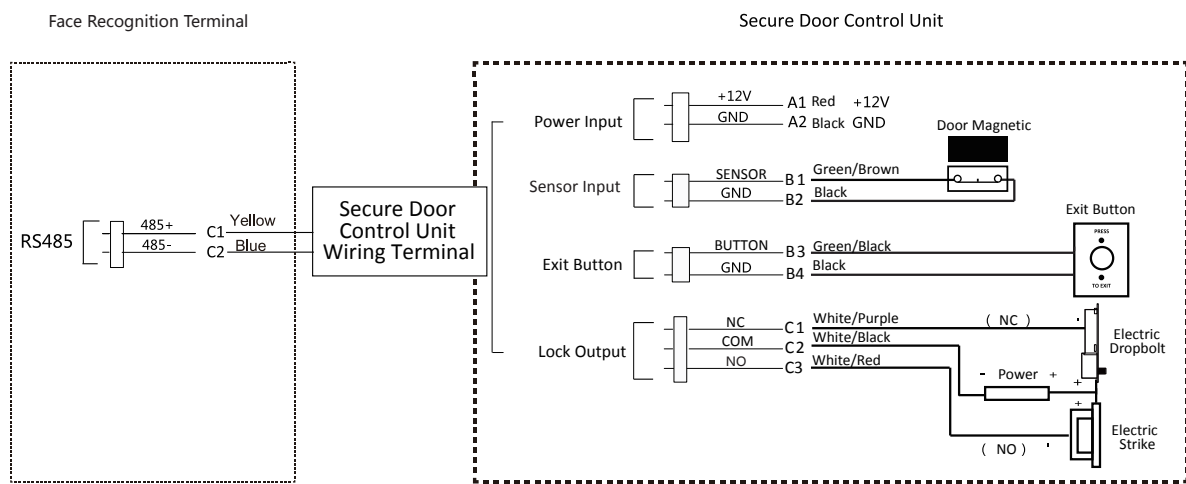 Face Recognition Terminal
Secure Door Control Unit
RS485
485+ C1 Yellow
485- C2 Blue
Secure Door
Control Unit
Wiring Terminal
Power Input
+12V A1 Red +12V
GND A2 Black GND
Door Magnetic
Sensor Input
SENSOR B1 Green/Brown
GND B2 Black
Exit Button
Exit Button
BUTTON B3 Green/Black
GND B4 Black
PRESS
TO EXIT
Lock Output
NC C1 White/Purple ( NC ) -
COM C2 White/Black
NO C3 White/Red
Electric
Dropbolt
- Power + +
+
Electric
Strike
( NO ) -